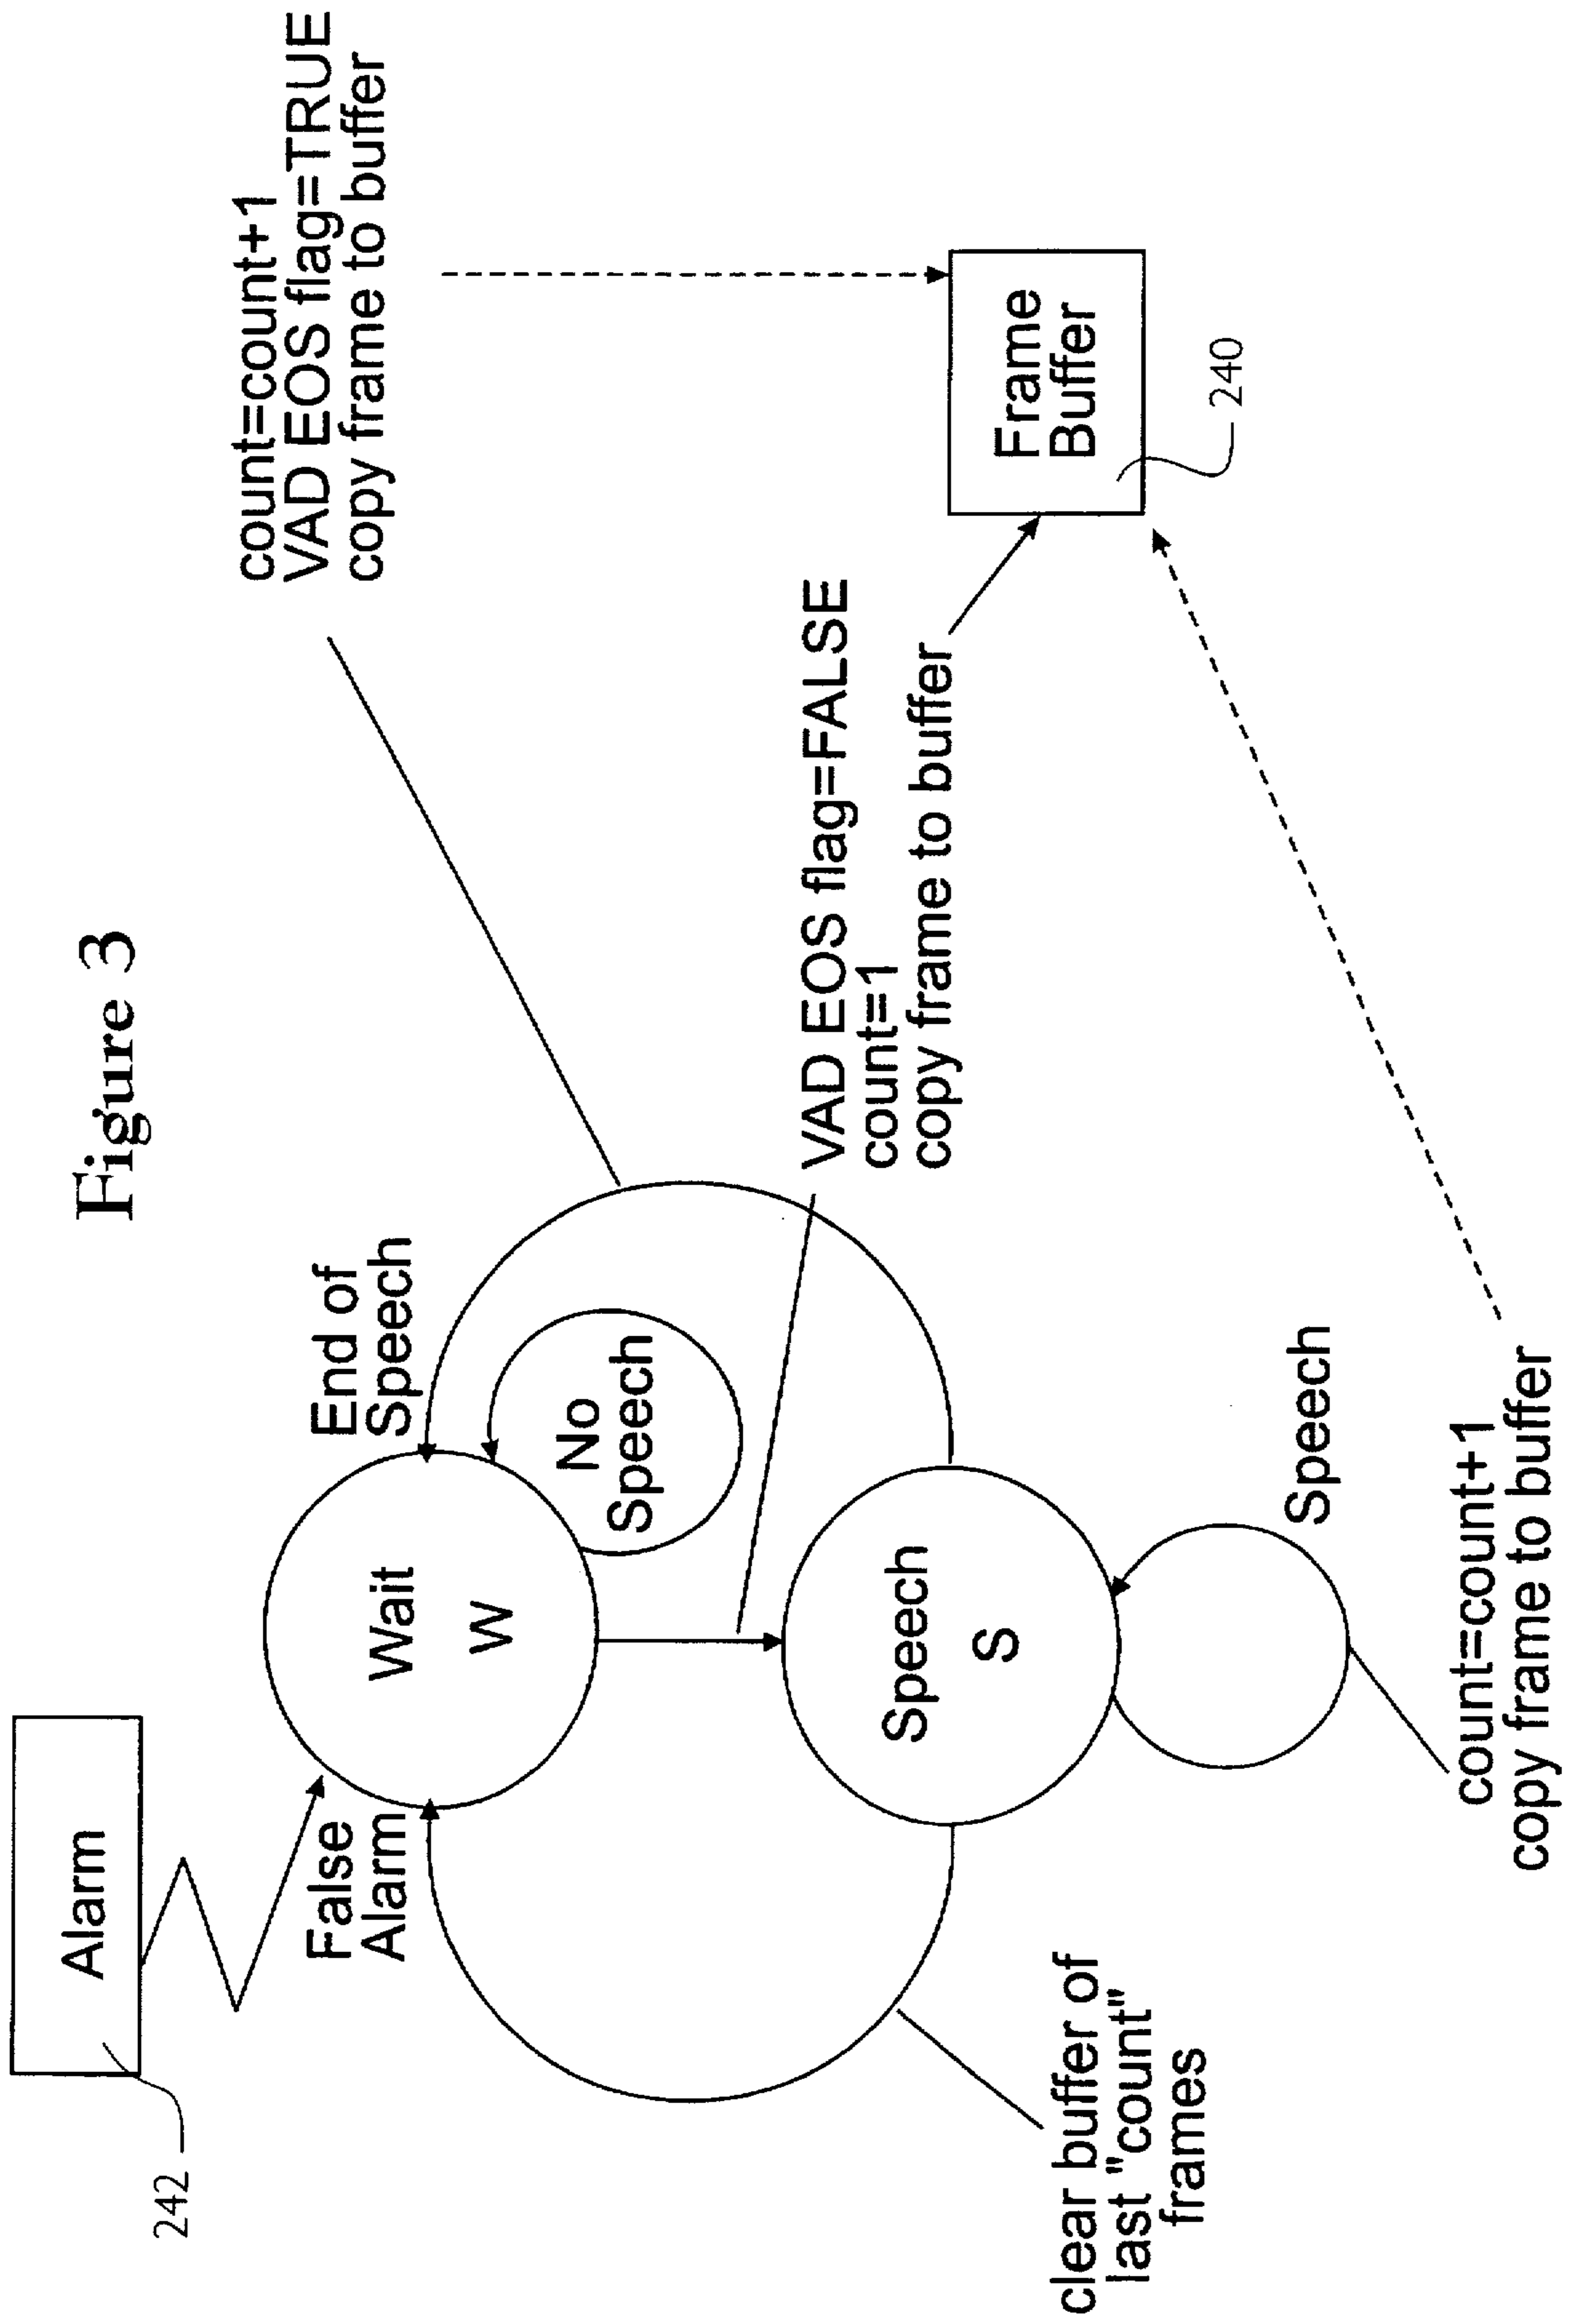 Figure 3
242
Alarm
False
Alarm
Wait
W
End of
Speech
No
Speech
count=count+1
VAD EOS flag=TRUE
copy frame to buffer
VAD EOS flag=FALSE
count=1
copy frame to buffer
Frame
Buffer
240
Speech
S
clear buffer of
last "count"
frames
Speech
count=count+1
copy frame to buffer